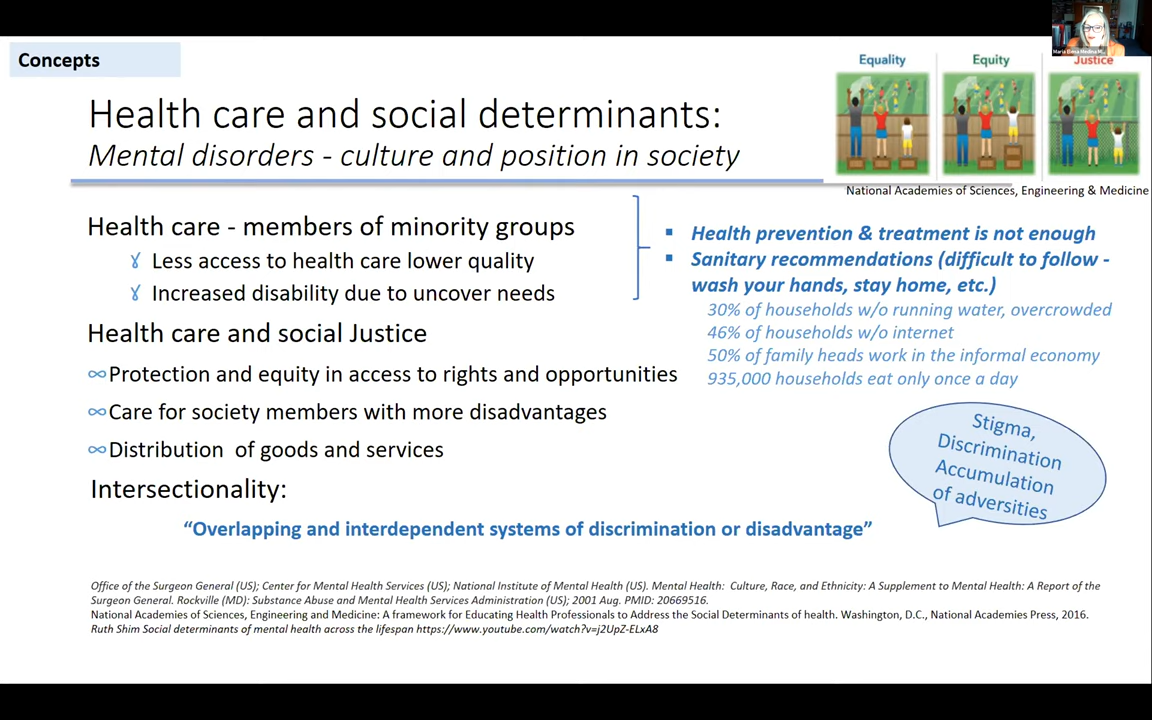 Concepts
Equality
Equity
Justice
Health care and social determinants:
Mental disorders - culture and position in society
National Academies of Sciences, Engineering & Medicine
Health care - members of minority groups
Less access to health care lower quality
Increased disability due to uncover needs
Health care and social Justice
Protection and equity in access to rights and opportunities
Care for society members with more disadvantages
Distribution of goods and services
Intersectionality:
“Overlapping and interdependent systems of discrimination or disadvantage”
Health prevention & treatment is not enough
Sanitary recommendations (difficult to follow -
wash your hands, stay home, etc.)
30% of households w/o running water, overcrowded
46% of households w/o internet
50% of family heads work in the informal economy
935,000 households eat only once a day
Stigma,
Discrimination
Accumulation
of adversities
Office of the Surgeon General (US); Center for Mental Health Services (US); National Institute of Mental Health (US). Mental Health: Culture, Race, and Ethnicity: A Supplement to Mental Health: A Report of the
Surgeon General. Rockville (MD): Substance Abuse and Mental Health Services Administration (US); 2001 Aug. PMID: 20669516.
National Academies of Sciences, Engineering and Medicine: A framework for Educating Health Professionals to Address the Social Determinants of health. Washington, D.C., National Academies Press, 2016.
Ruth Shim Social determinants of mental health across the lifespan https://www.youtube.com/watch?v=j2UpZ-ELxA8